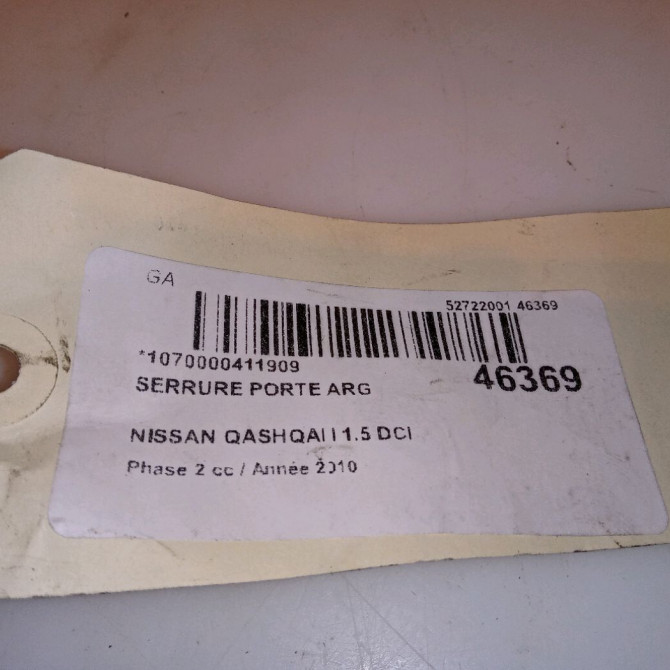 GA
52722001 46369
*1070000411909
46369
SERRURE PORTE ARG
NISSAN QASHQAI I 1.5 DCI
Phase 2 cc / Année 2010